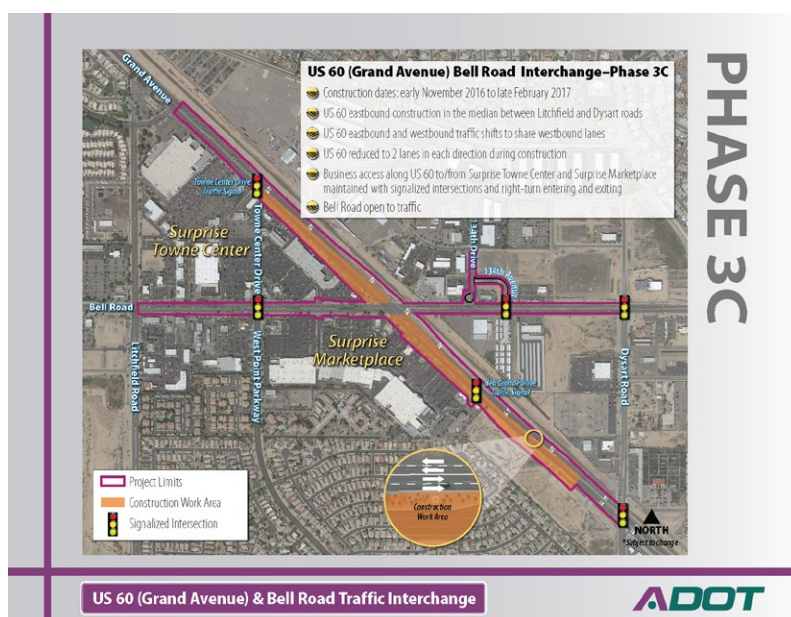 PHASE 3C
US 60 (Grand Avenue) Bell Road Interchange–Phase 3C
Construction dates: early November 2016 to late February 2017
US 60 eastbound construction in the median between Litchfield and Dysart roads
US 60 eastbound and westbound traffic shifts to share westbound lanes
US 60 reduced to 2 lanes in each direction during construction
Business access along US 60 to/from Surprise Towne Center and Surprise Marketplace
maintained with signalized intersections and right-turn entering and exiting
Bell Road open to traffic
Grand Avenue
Towne Center Drive
Traffic Signal
Surprise
Towne Center
Towne Center Drive
134th Drive
134th Avenue
Bell Road
Litchfield Road
West Point Parkway
Surprise
Marketplace
Bell Grande Drive
Traffic Signal
Dysart Road
Construction
Work Area
Project Limits
Construction Work Area
Signalized Intersection
NORTH
*Subject to change
US 60 (Grand Avenue) & Bell Road Traffic Interchange
ADOT